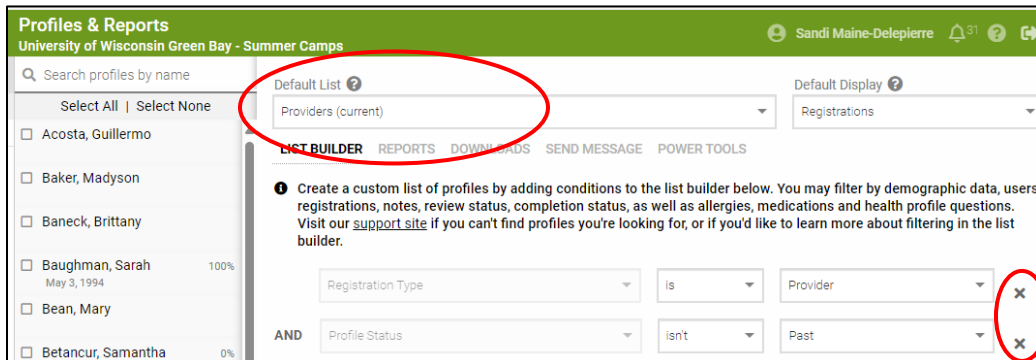 Profiles & Reports
University of Wisconsin Green Bay - Summer Camps
Sandi Maine-Delepierre 31
Search profiles by name
Select All | Select None
Acosta, Guillermo
Baker, Madyson
Baneck, Brittany
Baughman, Sarah 100%
May 3, 1994
Bean, Mary
Betancur, Samantha 0%
Default List ?
Providers (current)
Default Display ?
Registrations
LIST BUILDER REPORTS DOWNLOADS SEND MESSAGE POWER TOOLS
Create a custom list of profiles by adding conditions to the list builder below. You may filter by demographic data, users
registrations, notes, review status, completion status, as well as allergies, medications and health profile questions.
Visit our support site if you can't find profiles you're looking for, or if you'd like to learn more about filtering in the list
builder.
Registration Type is Provider
AND Profile Status isn't Past